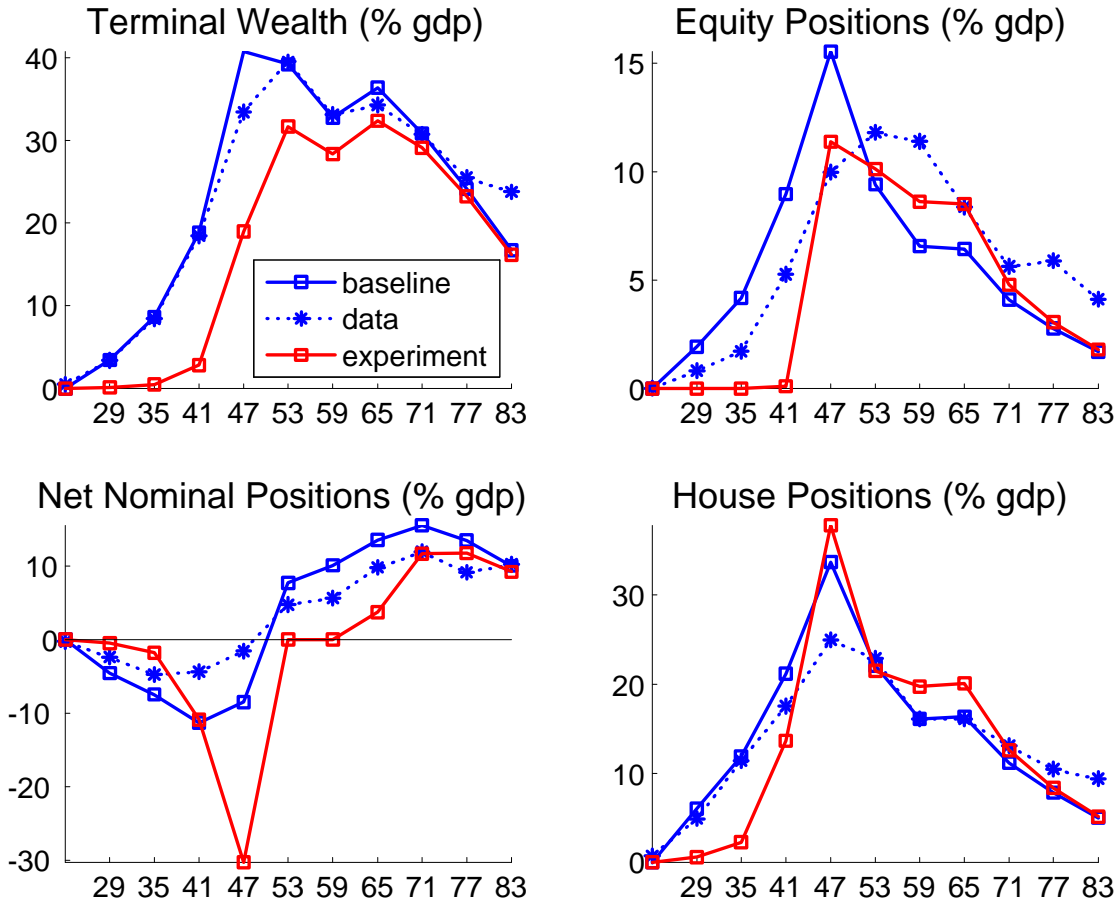 Terminal Wealth (% gdp)
40
30
20
10
0
29 35 41 47 53 59 65 71 77 83
baseline
data
experiment
Equity Positions (% gdp)
15
10
5
0
29 35 41 47 53 59 65 71 77 83
Net Nominal Positions (% gdp)
10
0
-10
-20
-30
29 35 41 47 53 59 65 71 77 83
House Positions (% gdp)
30
20
10
0
29 35 41 47 53 59 65 71 77 83